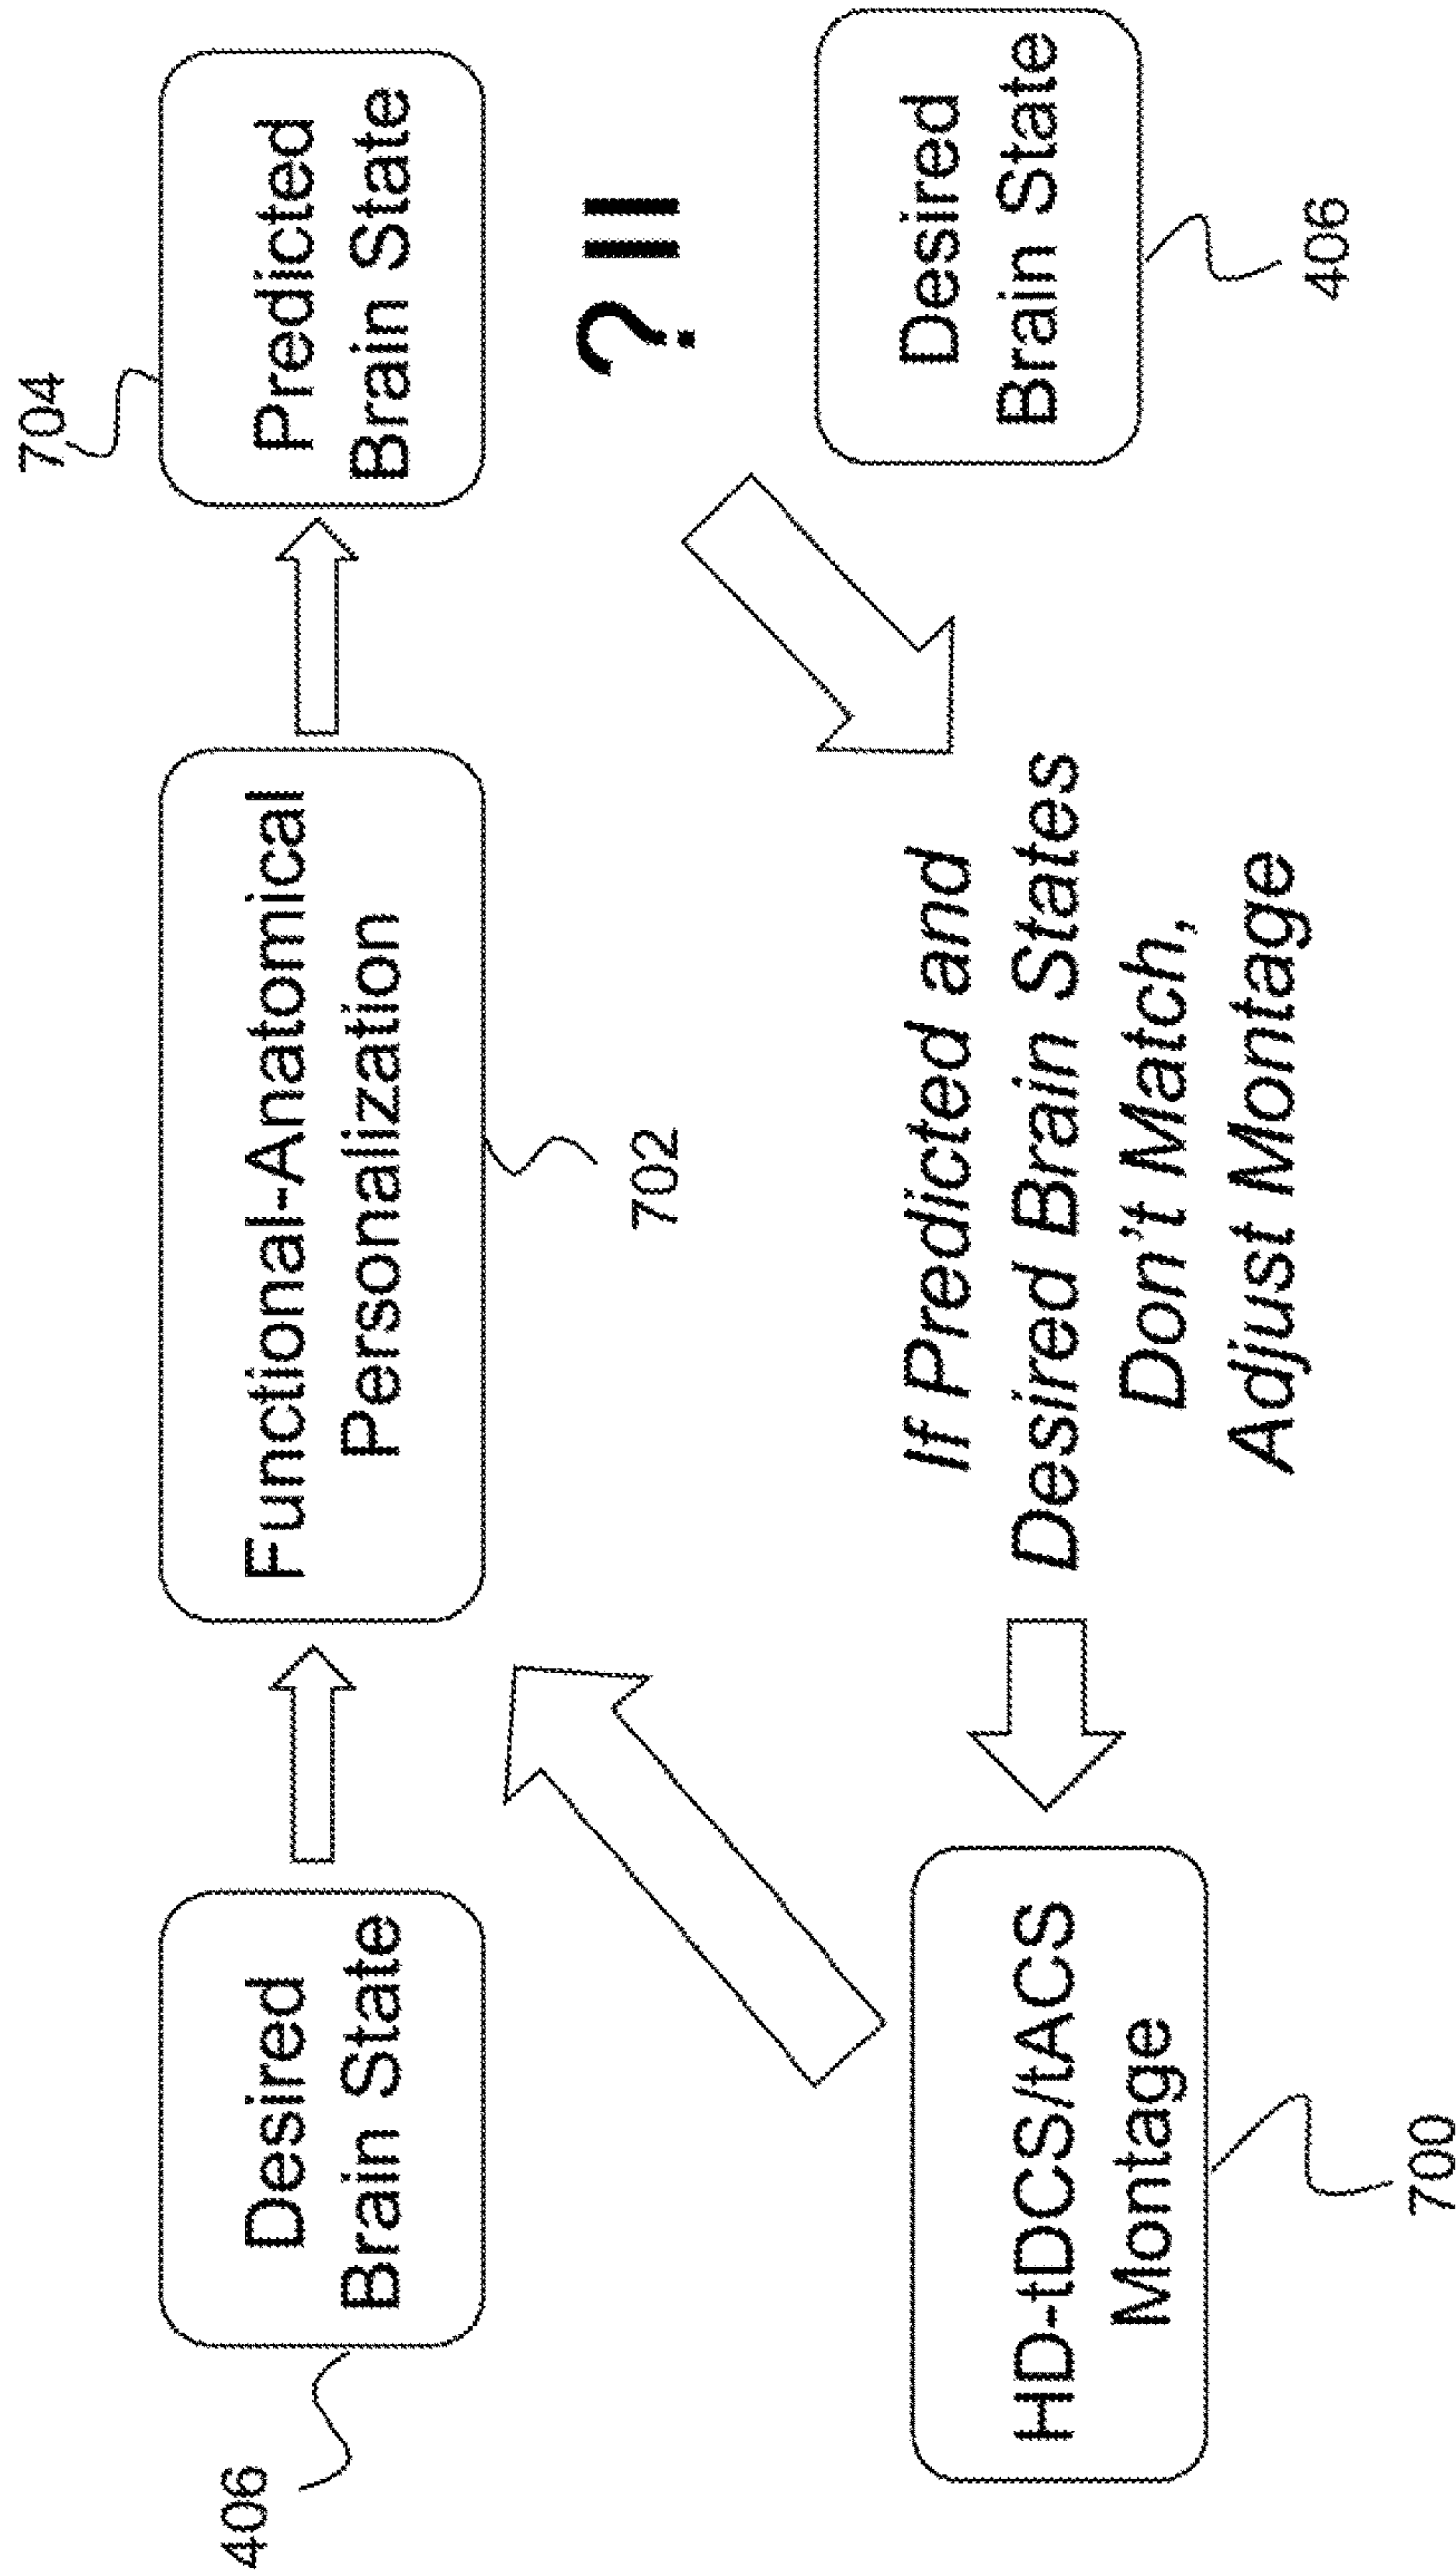 406
Desired
Brain State
Functional-Anatomical
Personalization
702
704
Predicted
Brain State
? =
Desired
Brain State
406
If Predicted and
Desired Brain States
Don't Match,
Adjust Montage
HD-tDCS/tACS
Montage
700